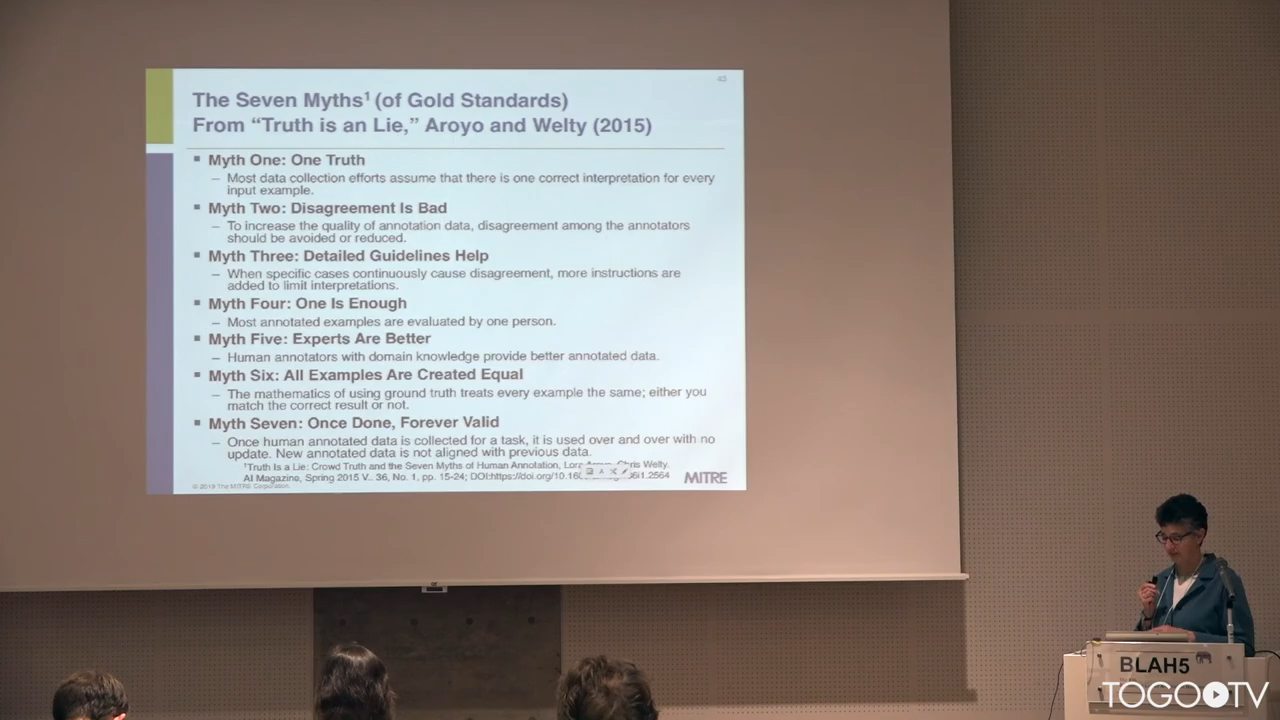 43
The Seven Myths¹ (of Gold Standards)
From “Truth is an Lie,” Aroyo and Welty (2015)
▪ Myth One: One Truth
– Most data collection efforts assume that there is one correct interpretation for every
input example.
▪ Myth Two: Disagreement Is Bad
– To increase the quality of annotation data, disagreement among the annotators
should be avoided or reduced.
▪ Myth Three: Detailed Guidelines Help
– When specific cases continuously cause disagreement, more instructions are
added to limit interpretations.
▪ Myth Four: One Is Enough
– Most annotated examples are evaluated by one person.
▪ Myth Five: Experts Are Better
– Human annotators with domain knowledge provide better annotated data.
▪ Myth Six: All Examples Are Created Equal
– The mathematics of using ground truth treats every example the same; either you
match the correct result or not.
▪ Myth Seven: Once Done, Forever Valid
– Once human annotated data is collected for a task, it is used over and over with no
update. New annotated data is not aligned with previous data.
¹Truth Is a Lie: Crowd Truth and the Seven Myths of Human Annotation, Lora Chris Welty.
AI Magazine, Spring 2015 V.. 36, No. 1, pp. 15-24; DOI:https://doi.org/10.16
MITRE
© 2019 The MITRE Corporation.
BLAH5
TOGOTV